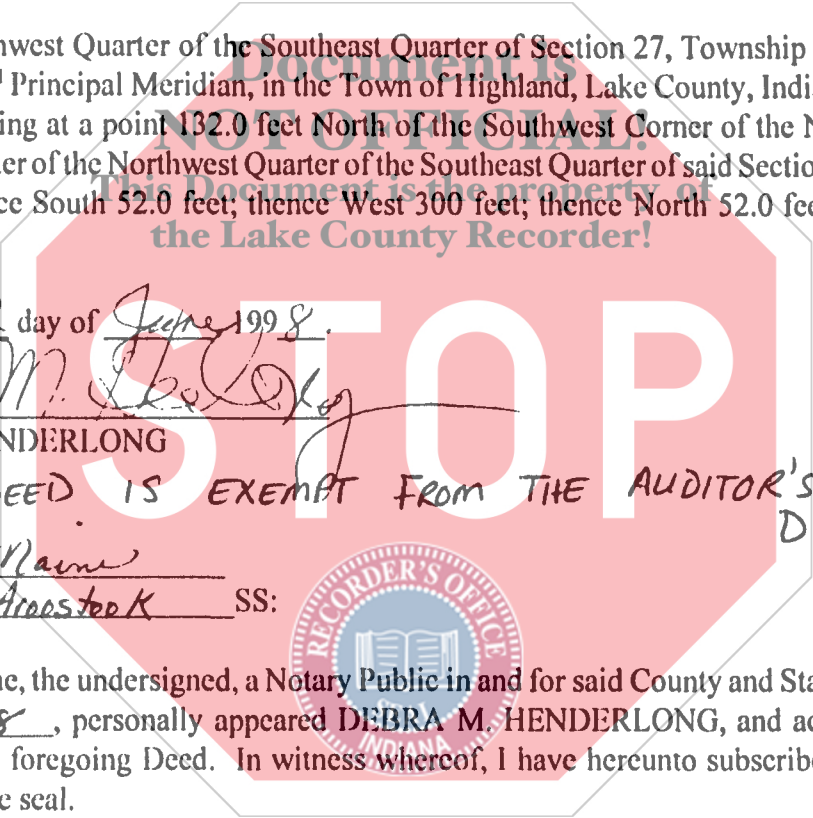 hwest Quarter of the Southeast Quarter of Section 27, Township
Principal Meridian, in the Town of Highland, Lake County, Indi
ing at a point 132.0 feet North of the Southwest Corner of the N
er of the Northwest Quarter of the Southeast Quarter of said Sectio
ce South 52.0 feet; thence West 300 feet; thence North 52.0 fee
Document is
NOT OFFICIAL!
This Document is the property of
the Lake County Recorder!
STOP
day of June 1998.
NDERLONG
EED IS EXEMPT FROM THE AUDITOR'S
D
Maine
Aroostook SS:
RECORDER'S OFFICE
SEAL
INDIANA
ne, the undersigned, a Notary Public in and for said County and Sta
8, personally appeared DEBRA M. HENDERLONG, and ac
foregoing Deed. In witness whereof, I have hereunto subscribe
e seal.